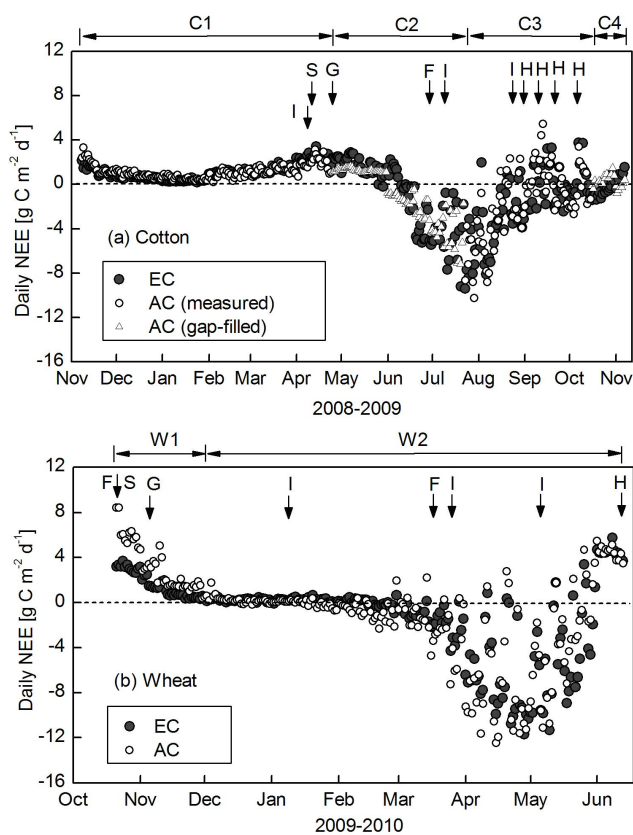 C1 C2 C3 C4
S G F I I H H H H
I
12
8
4
0
-4
-8
-12
-16
Daily NEE [g C m-2 d-1]
(a) Cotton
EC
AC (measured)
AC (gap-filled)
Nov Dec Jan Feb Mar Apr May Jun Jul Aug Sep Oct Nov
2008-2009
W1 W2
F S G I F I I H
12
8
4
0
-4
-8
-12
-16
Daily NEE [g C m-2 d-1]
(b) Wheat
EC
AC
Oct Nov Dec Jan Feb Mar Apr May Jun
2009-2010